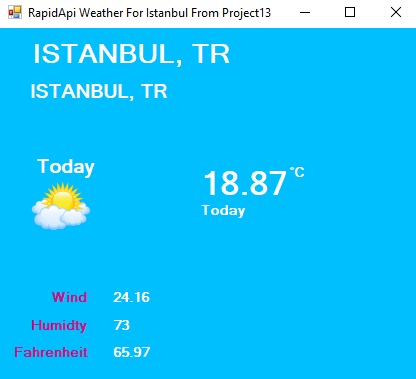 RapidApi Weather For Istanbul From Project13
ISTANBUL, TR
ISTANBUL, TR
Today
18.87 °C
Today
Wind 24.16
Humidty 73
Fahrenheit 65.97